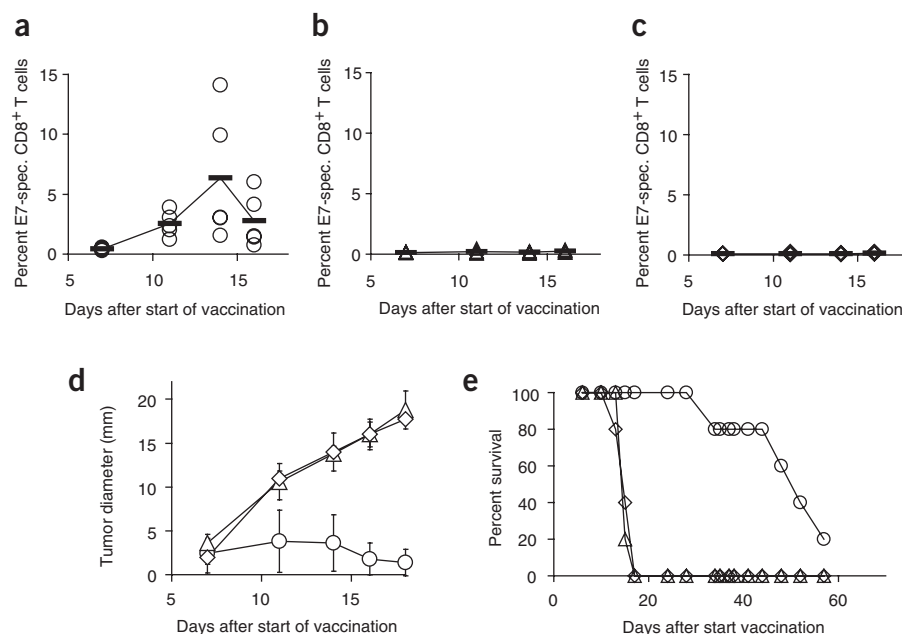 a
b
c
Percent E7-spec. CD8+ T cells
15
10
5
0
5 10 15
Days after start of vaccination
Percent E7-spec. CD8+ T cells
15
10
5
0
5 10 15
Days after start of vaccination
Percent E7-spec. CD8+ T cells
15
10
5
0
5 10 15
Days after start of vaccination
d
Tumor diameter (mm)
20
15
10
5
0
5 10 15
Days after start of vaccination
e
Percent survival
100
80
60
40
20
0
0 20 40 60
Days after start vaccination